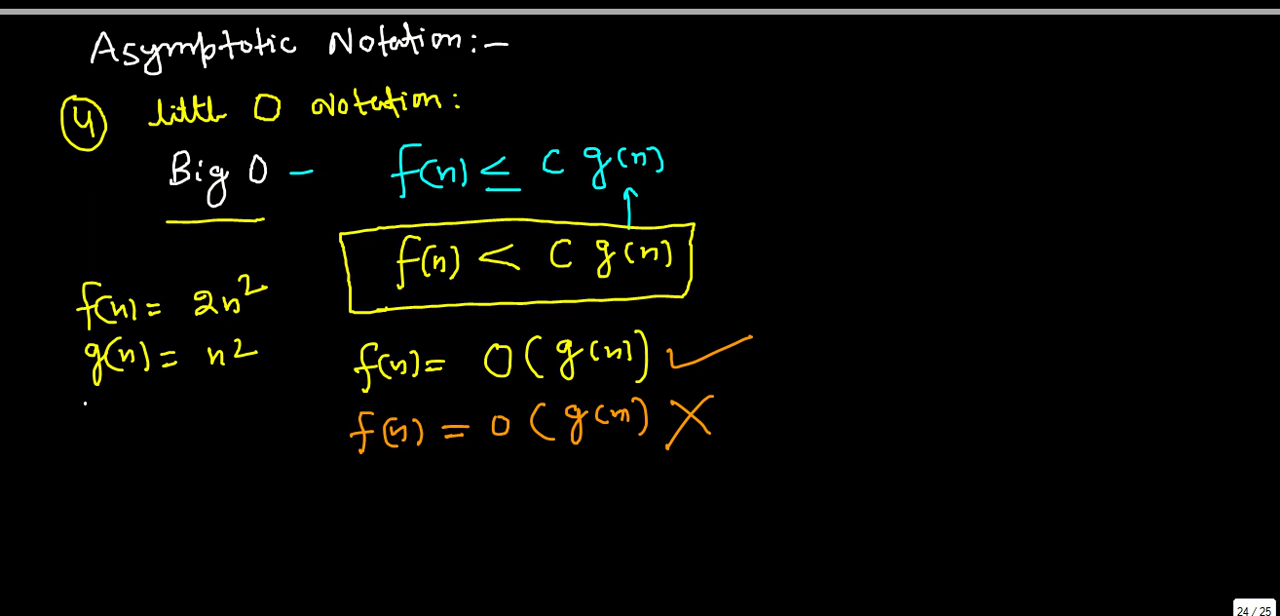 Asymptotic Notation:-
4 little O Notation:
Big O - f(n) ≤ C g(n)
f(n) < C g(n)
f(n) = 2n²
g(n) = n² f(n) = O(g(n)) ✓
f(n) = o(g(n) X
24 / 25